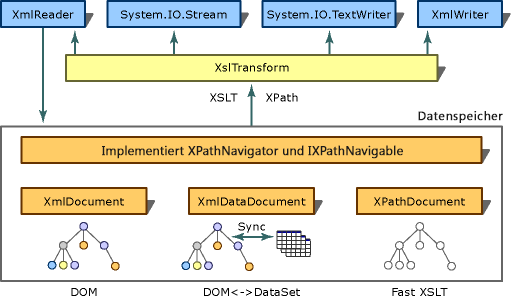 XmlReader
System.IO.Stream
System.IO.TextWriter
XmlWriter
XslTransform
XSLT
XPath
Datenspeicher
Implementiert XPathNavigator und IXPathNavigable
XmlDocument
XmlDataDocument
XPathDocument
Sync
DOM
DOM<->DataSet
Fast XSLT